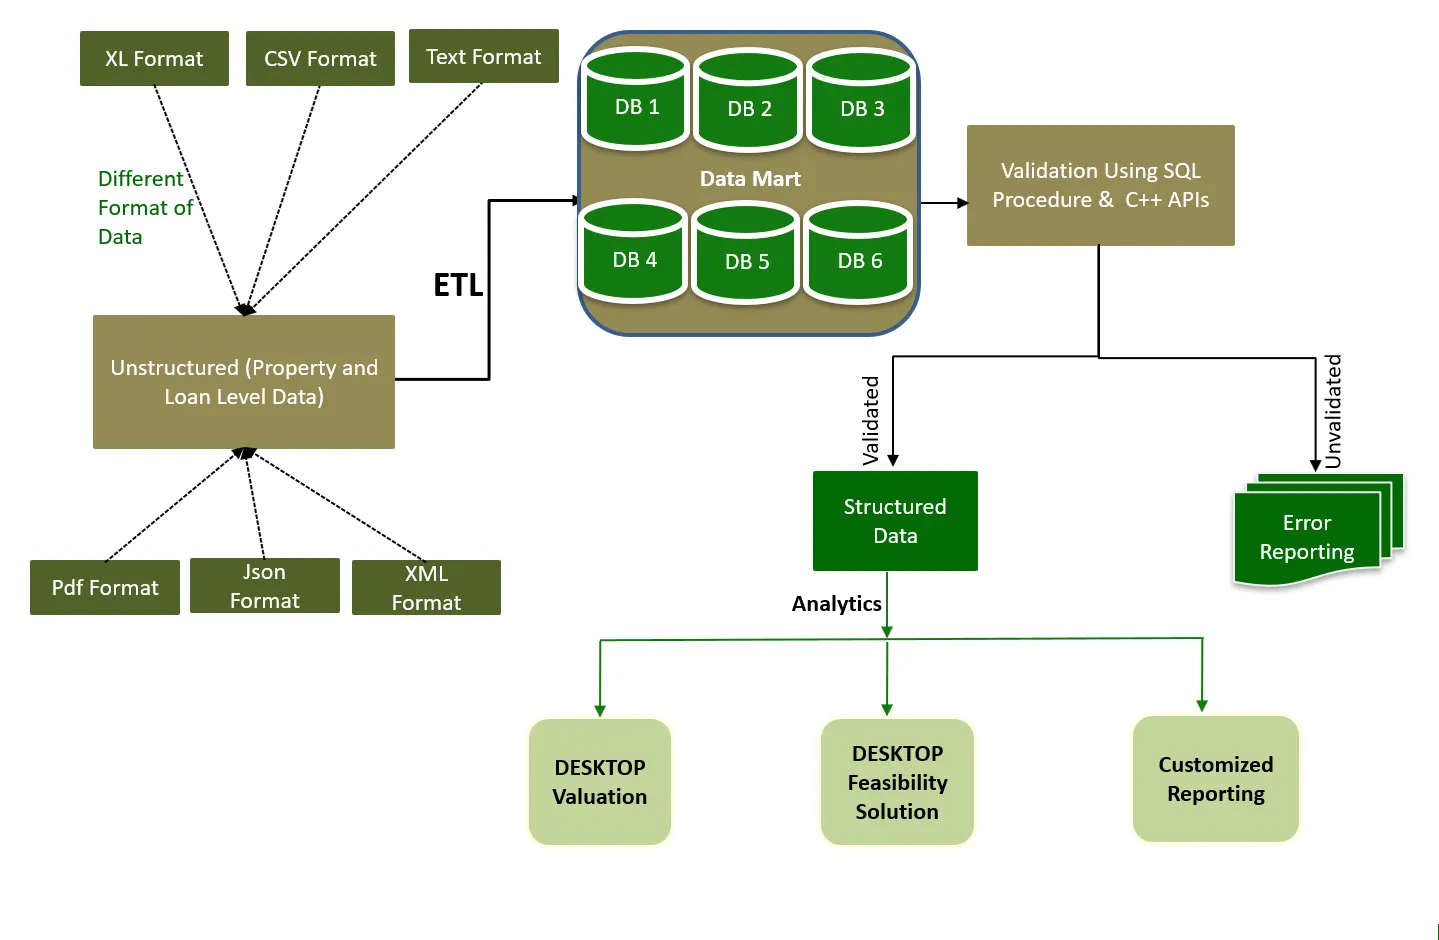 XL Format
CSV Format
Text Format
DB 1
DB 2
DB 3
Data Mart
DB 4
DB 5
DB 6
Validation Using SQL
Procedure & C++ APIs
Different
Format of
Data
ETL
Unstructured (Property and
Loan Level Data)
Validated
Unvalidated
Structured
Data
Error
Reporting
Pdf Format
Json
Format
XML
Format
Analytics
DESKTOP
Valuation
DESKTOP
Feasibility
Solution
Customized
Reporting